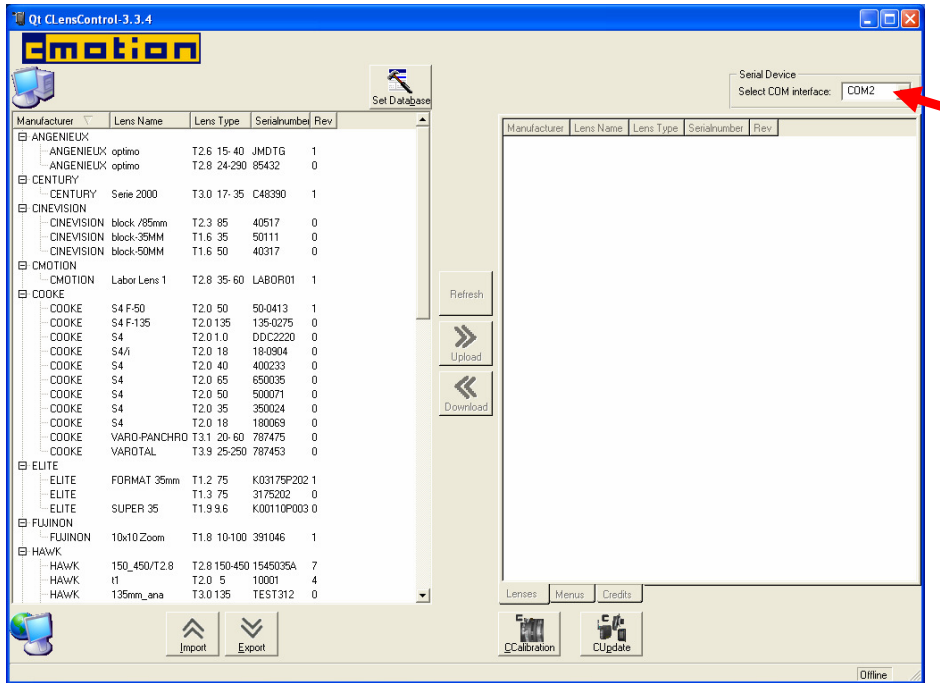 Qt CLensControl-3.3.4
cmotion
Set Database
Serial Device
Select COM interface: COM2
Manufacturer Lens Name Lens Type Serialnumber Rev
ANGENIEUX
ANGENIEUX optimo T2.6 15- 40 JMDTG 1
ANGENIEUX optimo T2.8 24-290 85432 0
CENTURY
CENTURY Serie 2000 T3.0 17- 35 C48390 1
CINEVISION
CINEVISION block /85mm T2.3 85 40517 0
CINEVISION block-35MM T1.6 35 50111 0
CINEVISION block-50MM T1.6 50 40317 0
CMOTION
CMOTION Labor Lens 1 T2.8 35- 60 LABOR01 1
COOKE
COOKE S4 F-50 T2.0 50 50-0413 1
COOKE S4 F-135 T2.0 135 135-0275 0
COOKE S4 T2.0 1.0 DDC2220 0
COOKE S4/i T2.0 18 18-0904 0
COOKE S4 T2.0 40 400233 0
COOKE S4 T2.0 65 650035 0
COOKE S4 T2.0 50 500071 0
COOKE S4 T2.0 35 350024 0
COOKE S4 T2.0 18 180069 0
COOKE VARO-PANCHRO T3.1 20- 60 787475 0
COOKE VAROTAL T3.9 25-250 787453 0
ELITE
ELITE FORMAT 35mm T1.2 75 K03175P202 1
ELITE T1.3 75 3175202 0
ELITE SUPER 35 T1.9 9.6 K00110P003 0
FUJINON
FUJINON 10x10 Zoom T1.8 10-100 391046 1
HAWK
HAWK 150_450/T2.8 T2.8 150-450 1545035A 7
HAWK t1 T2.0 5 10001 4
HAWK 135mm_ana T3.0 135 TEST312 0
Refresh
Upload
Download
Manufacturer Lens Name Lens Type Serialnumber Rev
Lenses Menus Credits
Import Export
CCalibration CUpdate
Offline